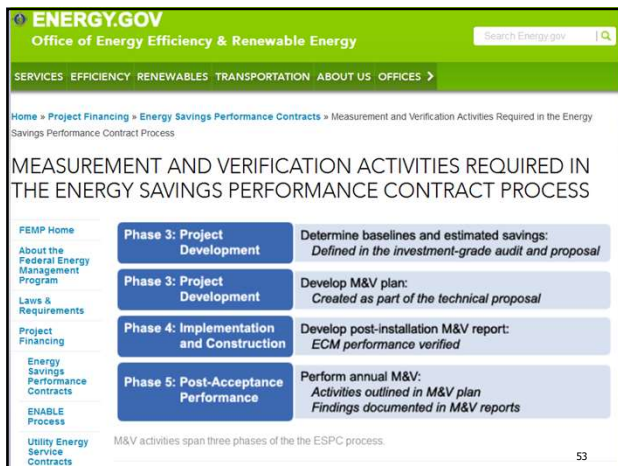 ENERGY.GOV
Office of Energy Efficiency & Renewable Energy
Search Energy.gov
SERVICES EFFICIENCY RENEWABLES TRANSPORTATION ABOUT US OFFICES >
Home » Project Financing » Energy Savings Performance Contracts » Measurement and Verification Activities Required in the Energy
Savings Performance Contract Process
MEASUREMENT AND VERIFICATION ACTIVITIES REQUIRED IN
THE ENERGY SAVINGS PERFORMANCE CONTRACT PROCESS
FEMP Home
About the
Federal Energy
Management
Program
Laws &
Requirements
Project
Financing
Energy
Savings
Performance
Contracts
ENABLE
Process
Utility Energy
Service
Contracts
Phase 3: Project
Development
Determine baselines and estimated savings:
Defined in the investment-grade audit and proposal
Phase 3: Project
Development
Develop M&V plan:
Created as part of the technical proposal
Phase 4: Implementation
and Construction
Develop post-installation M&V report:
ECM performance verified
Phase 5: Post-Acceptance
Performance
Perform annual M&V:
Activities outlined in M&V plan
Findings documented in M&V reports
M&V activities span three phases of the the ESPC process.
53